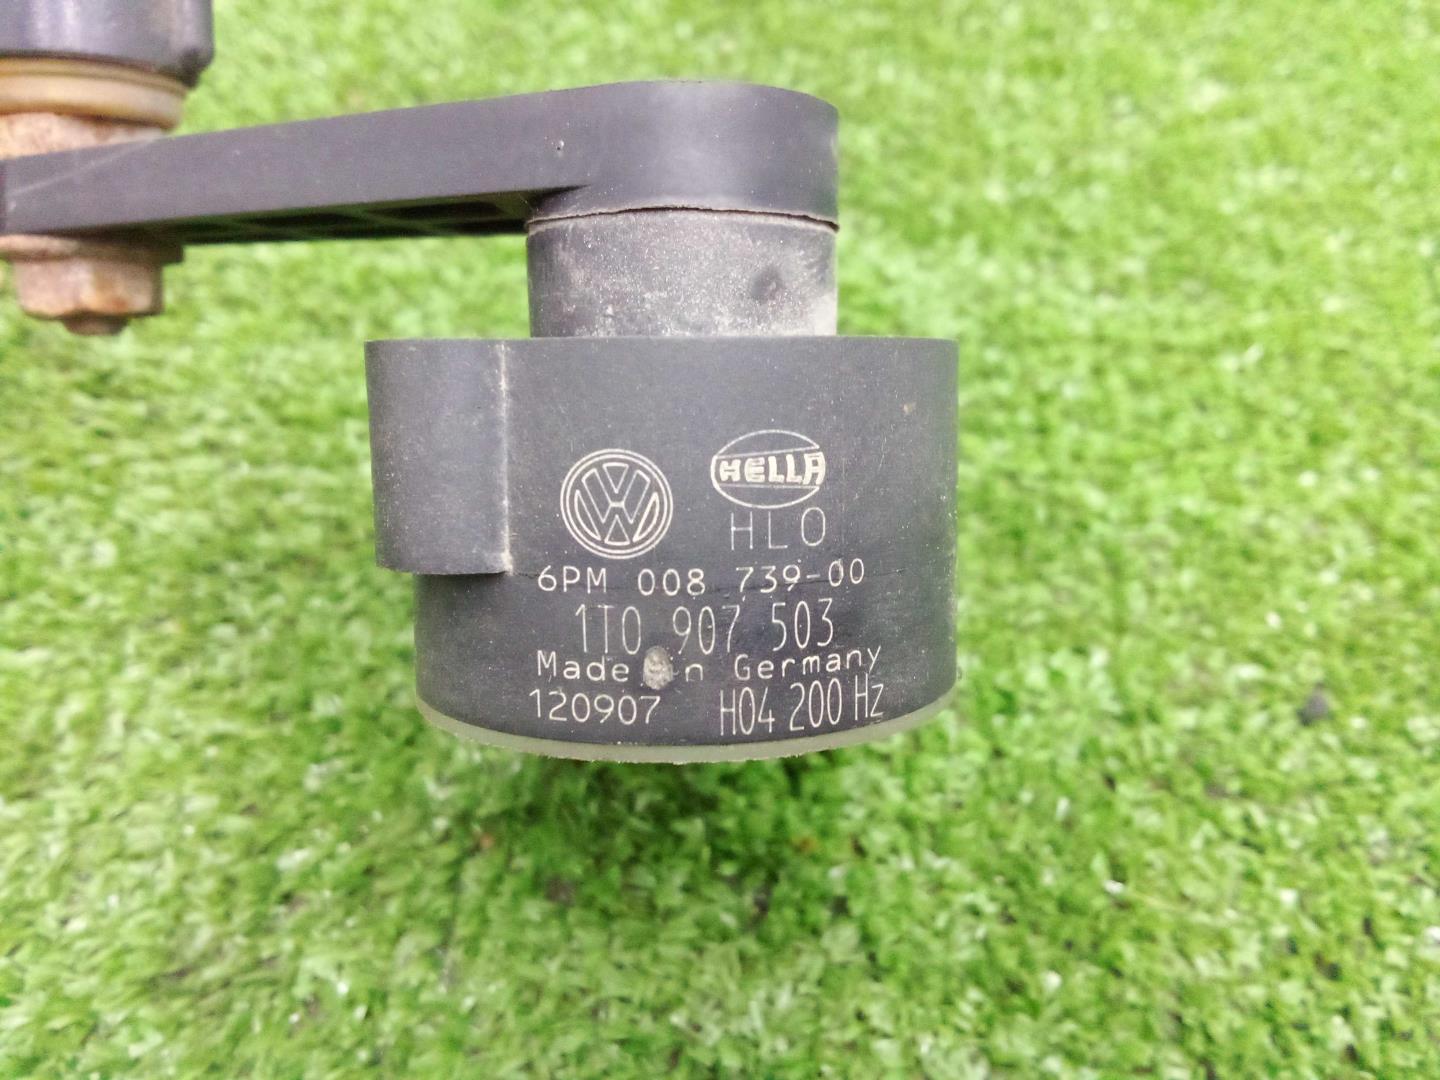 HELLA
HLO
6PM 008 739-00
1T0 907 503
Made in Germany
120907 H04 200 Hz